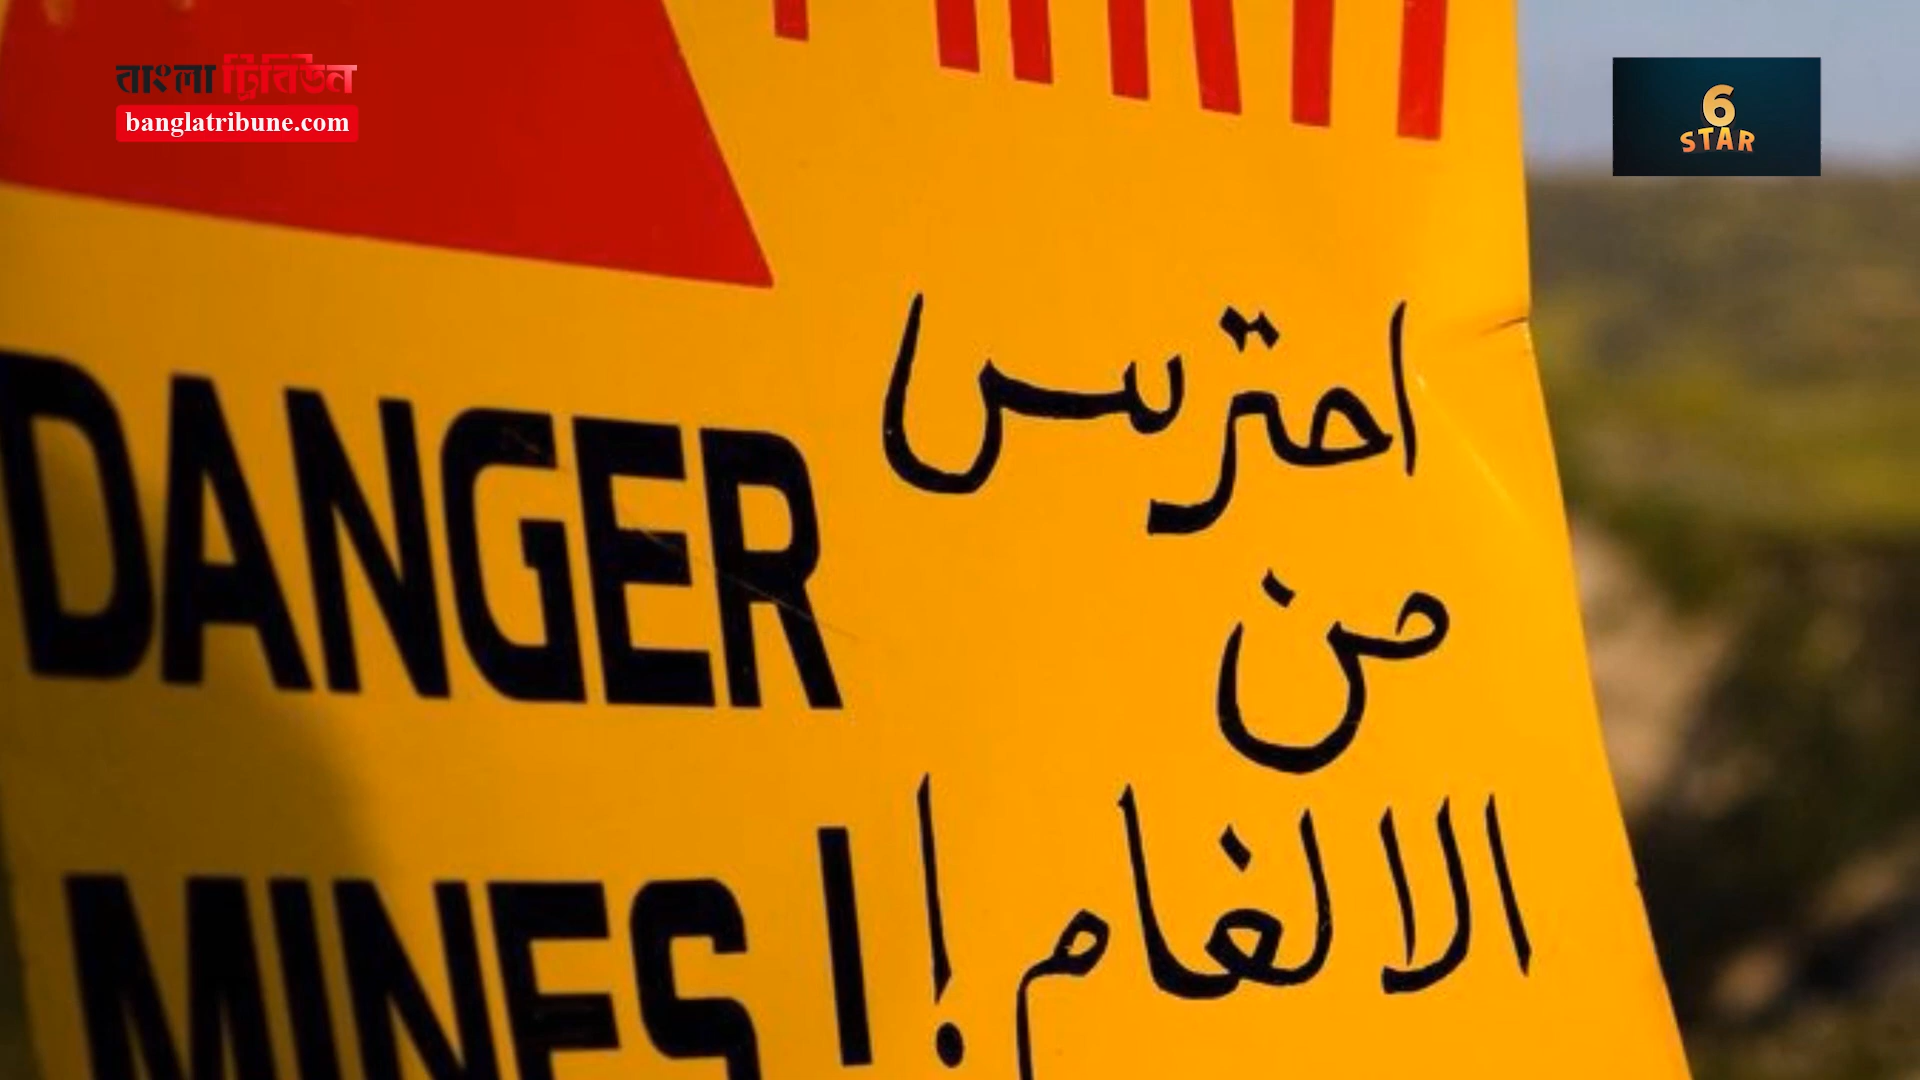 বাংলা ট্রিবিউন
banglatribune.com
6
STAR
DANGER
MINES!
احترس
من
الالغام!